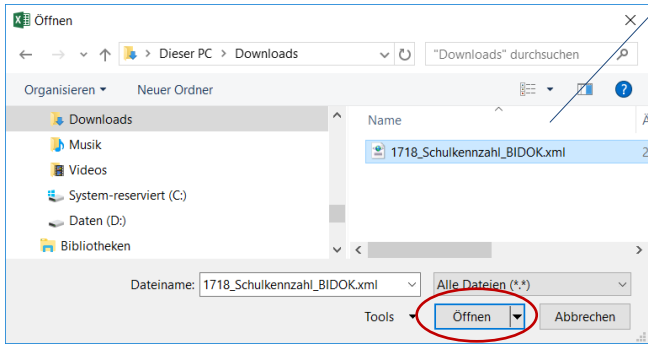 Öffnen
Dieser PC > Downloads
"Downloads" durchsuchen
Organisieren
Neuer Ordner
Downloads
Musik
Videos
System-reserviert (C:)
Daten (D:)
Bibliotheken
Name
Ä
1718_Schulkennzahl_BIDOK.xml
2
Dateiname: 1718_Schulkennzahl_BIDOK.xml
Alle Dateien (*.*)
Tools
Öffnen
Abbrechen